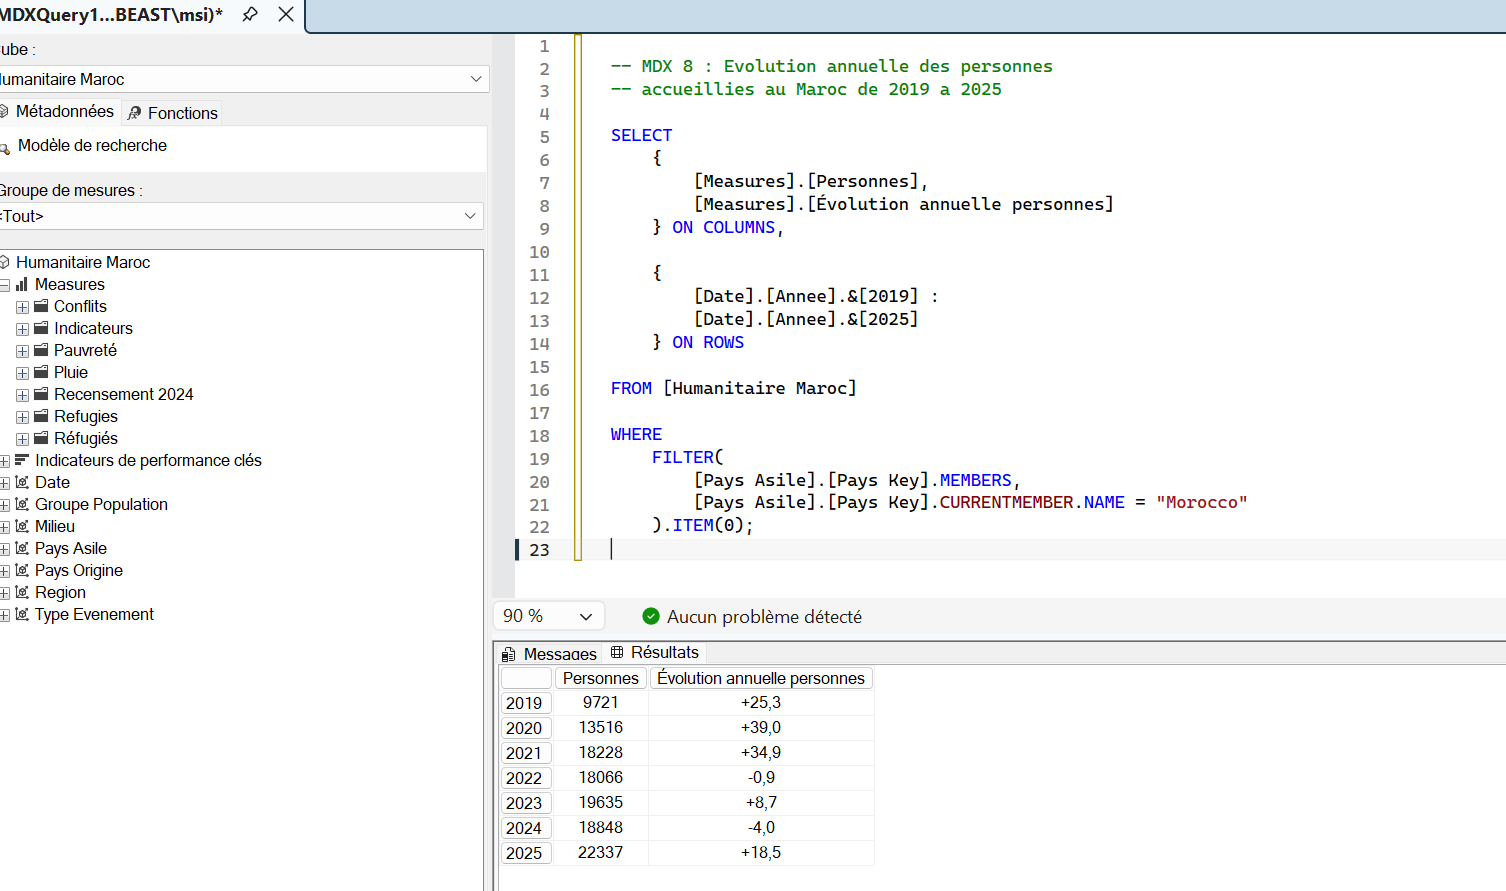 MDXQuery1...BEAST\msi)*
ube :
umanitaire Maroc
Métadonnées
Fonctions
Modèle de recherche
Groupe de mesures :
<Tout>
Humanitaire Maroc
Measures
Conflits
Indicateurs
Pauvreté
Pluie
Recensement 2024
Refugies
Réfugiés
Indicateurs de performance clés
Date
Groupe Population
Milieu
Pays Asile
Pays Origine
Region
Type Evenement
1
2 -- MDX 8 : Evolution annuelle des personnes
3 -- accueillies au Maroc de 2019 a 2025
4
5 SELECT
6 {
7 [Measures].[Personnes],
8 [Measures].[Évolution annuelle personnes]
9 } ON COLUMNS,
10
11 {
12 [Date].[Annee].&[2019] :
13 [Date].[Annee].&[2025]
14 } ON ROWS
15
16 FROM [Humanitaire Maroc]
17
18 WHERE
19 FILTER(
20 [Pays Asile].[Pays Key].MEMBERS,
21 [Pays Asile].[Pays Key].CURRENTMEMBER.NAME = "Morocco"
22 ).ITEM(0);
23
90 %
Aucun problème détecté
Messages
Résultats
Personnes Évolution annuelle personnes
2019 9721 +25,3
2020 13516 +39,0
2021 18228 +34,9
2022 18066 -0,9
2023 19635 +8,7
2024 18848 -4,0
2025 22337 +18,5